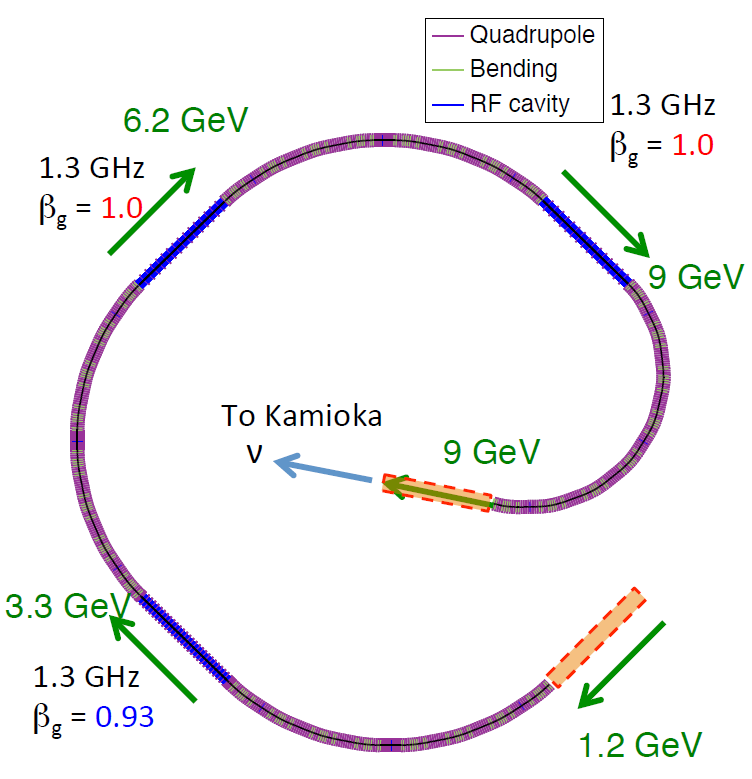 Quadrupole
Bending
RF cavity
6.2 GeV
1.3 GHz
βg = 1.0
1.3 GHz
βg = 1.0
9 GeV
To Kamioka
ν
9 GeV
3.3 GeV
1.3 GHz
βg = 0.93
1.2 GeV